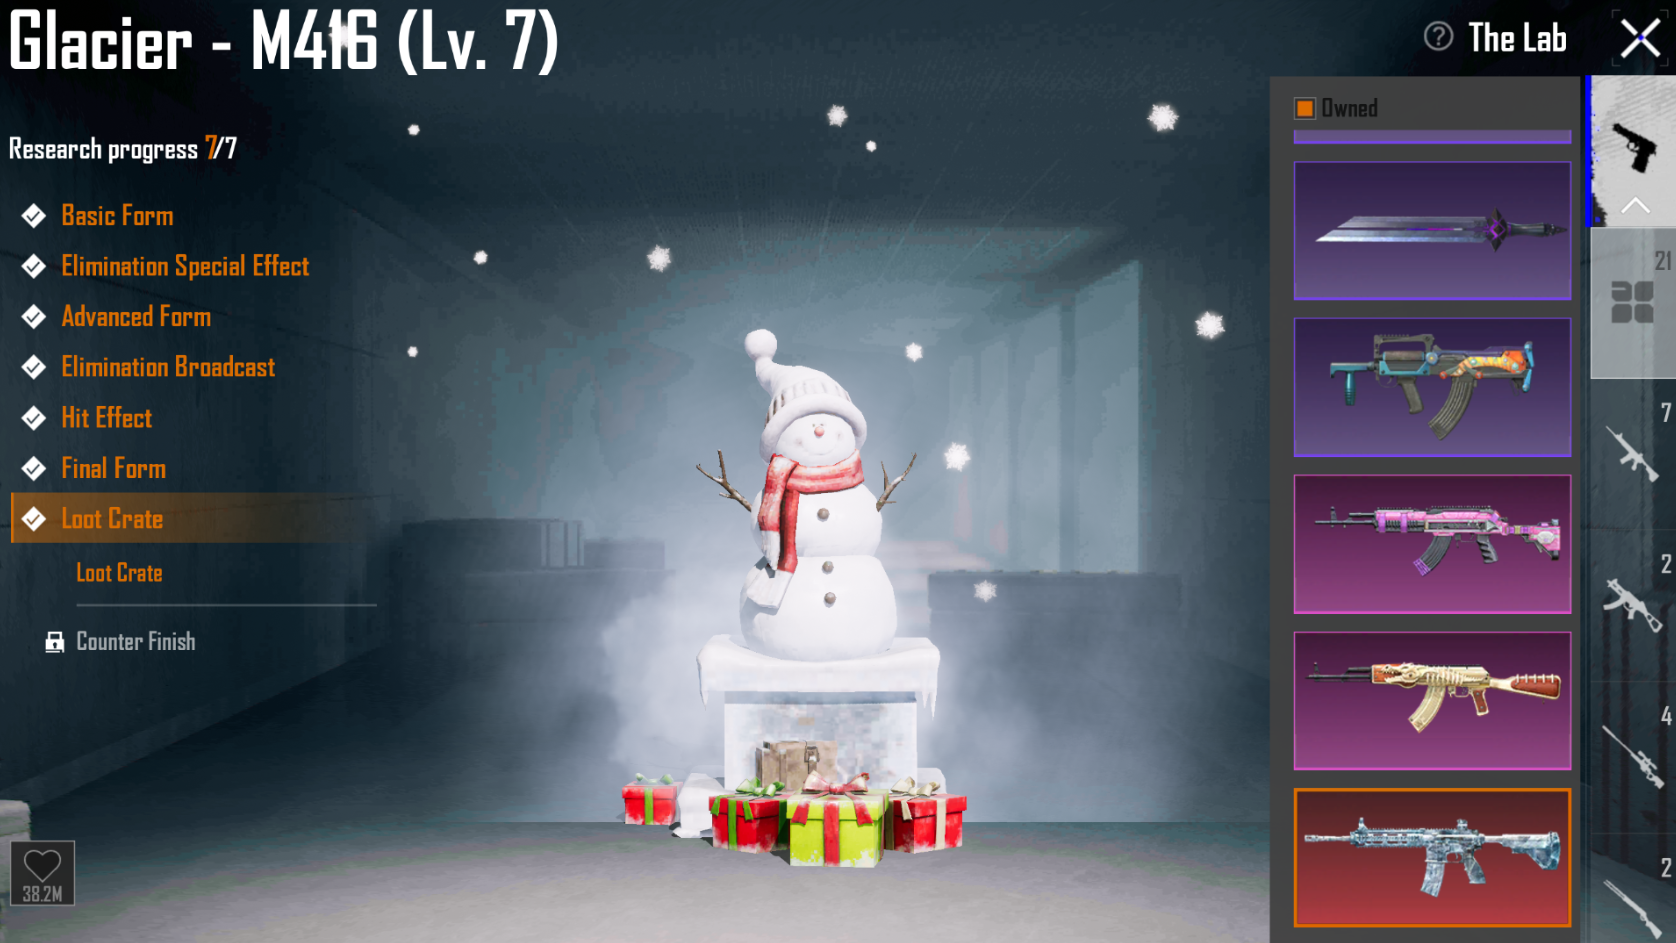 Glacier - M416 (Lv. 7)
The Lab
Owned
Research progress 7/7
Basic Form
Elimination Special Effect
Advanced Form
Elimination Broadcast
Hit Effect
Final Form
Loot Crate
Loot Crate
Counter Finish
38.2M
21
7
2
4
2